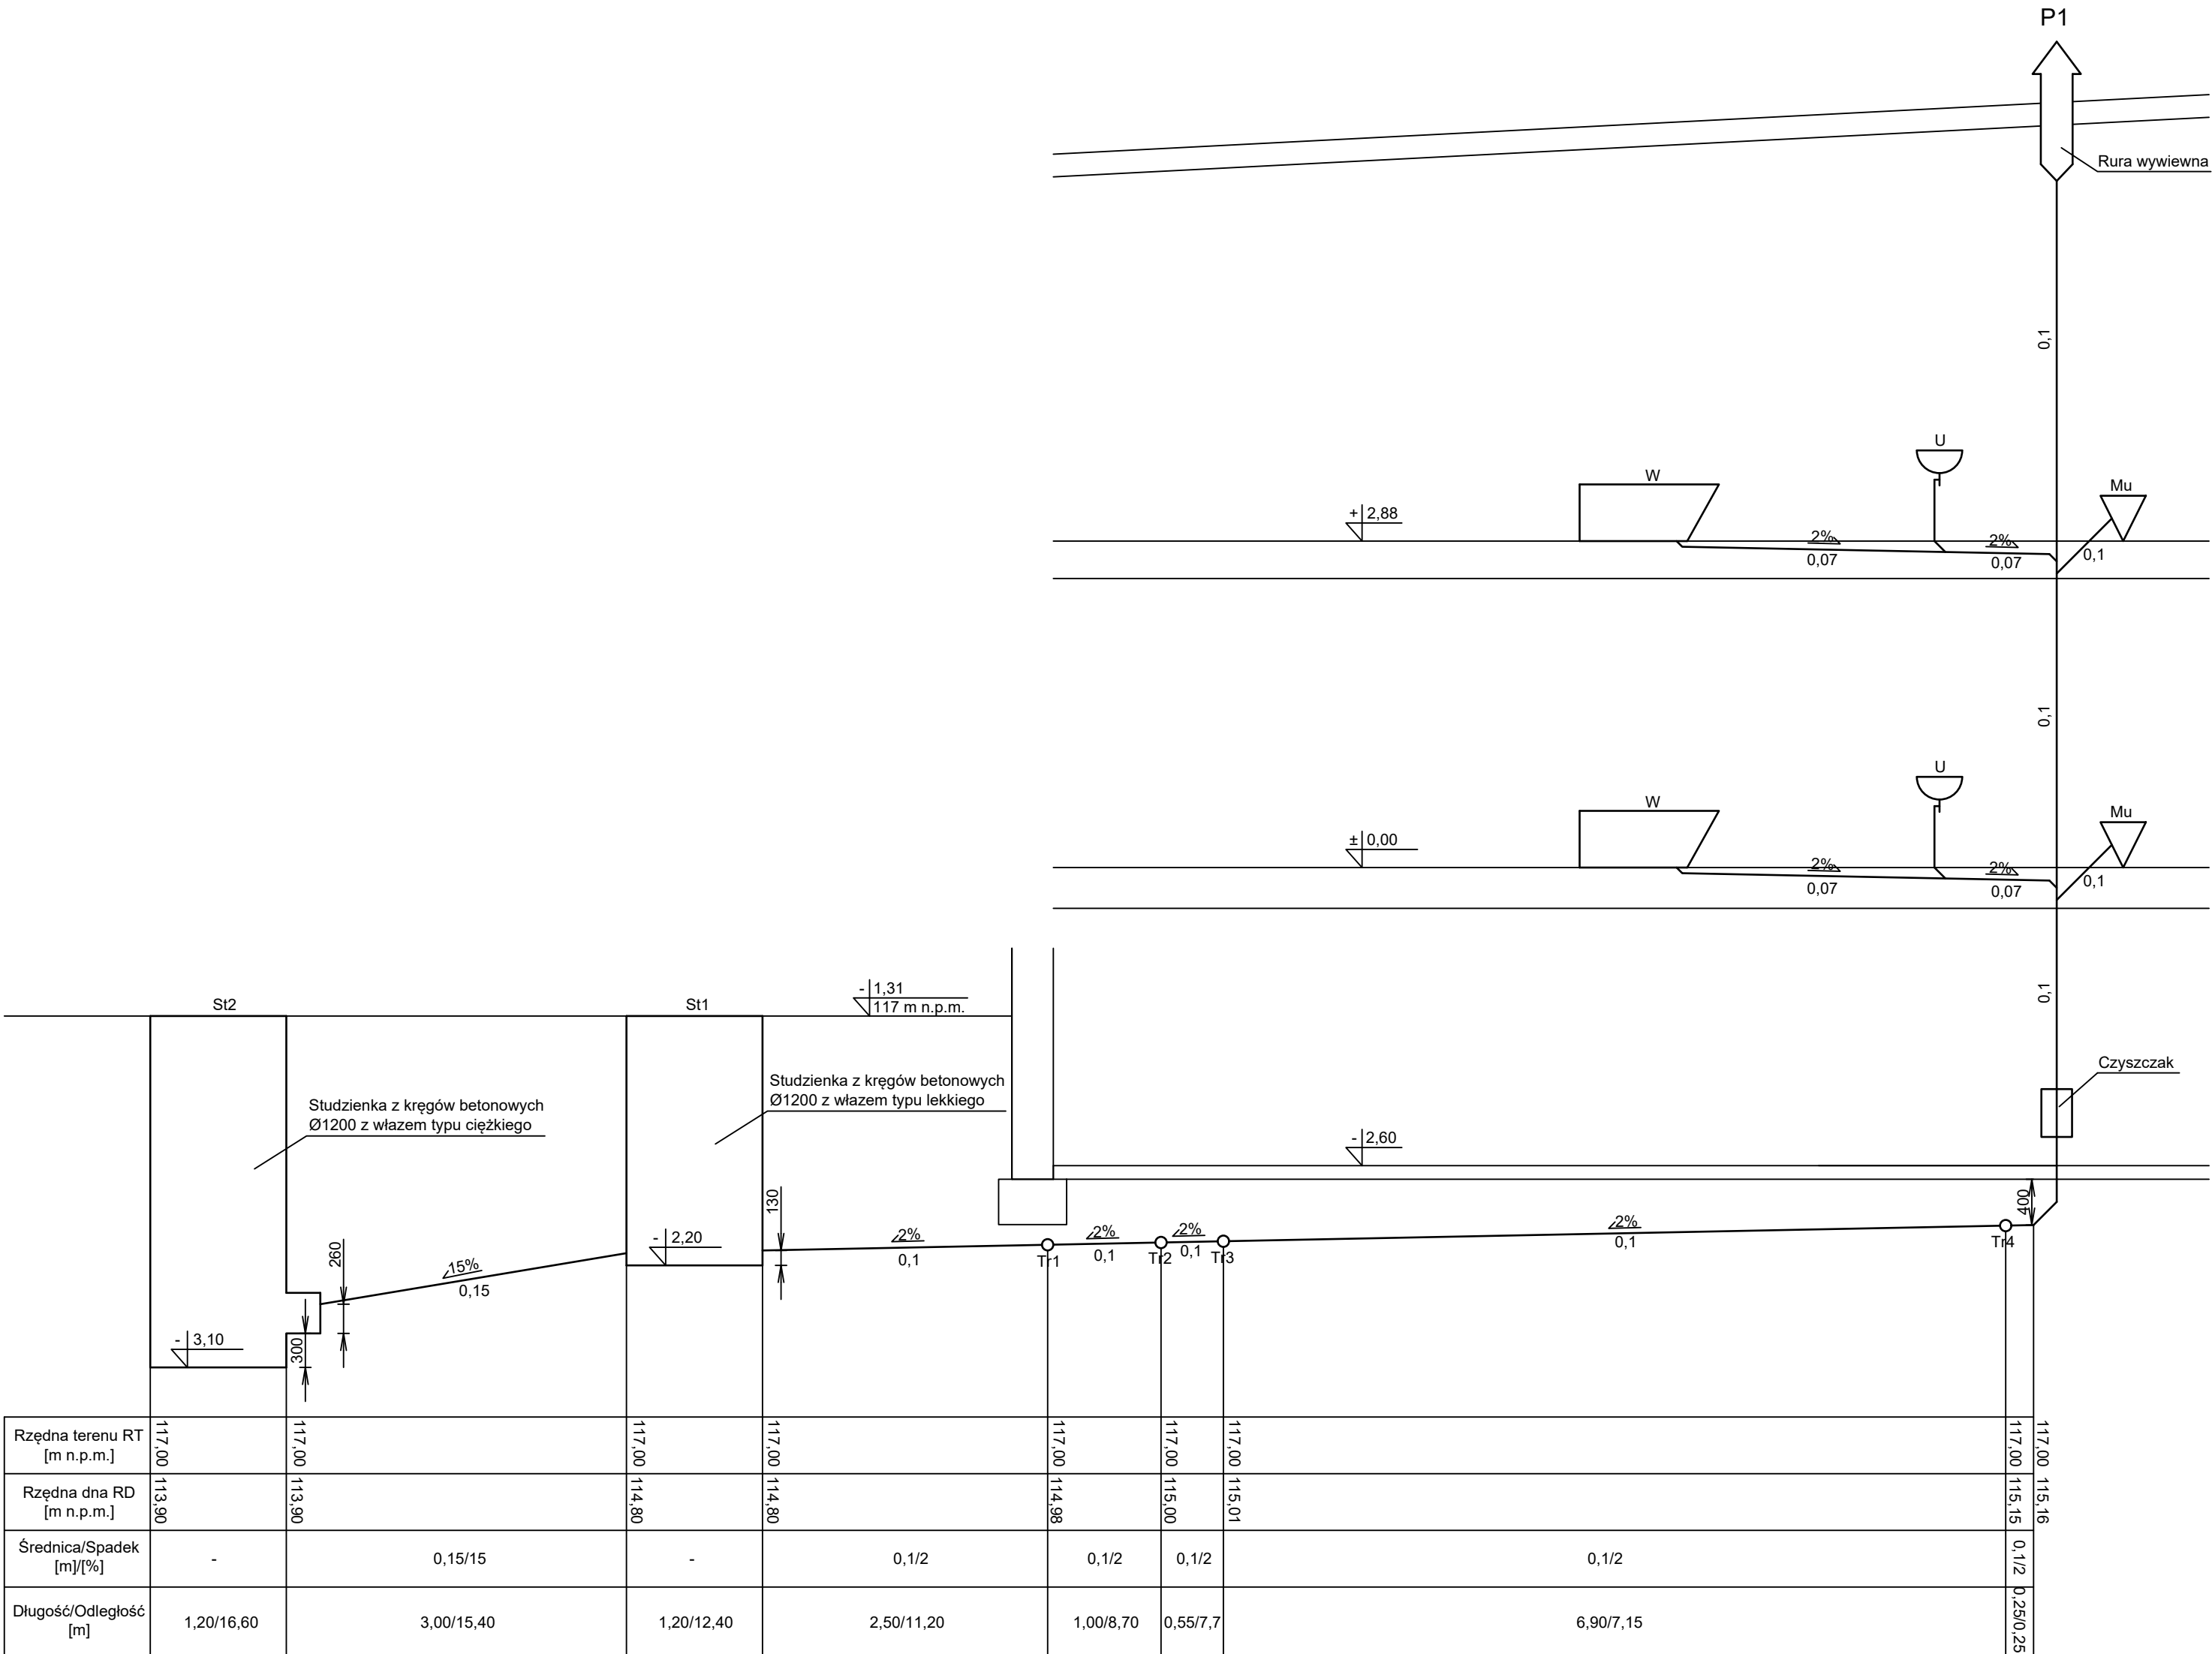 P1
Rura wywiewna
0,1
U
W
Mu
+ 2,88
2%
0,07
2%
0,07
0,1
0,1
U
W
Mu
± 0,00
2%
0,07
2%
0,07
0,1
0,1
- 1,31
117 m n.p.m.
St2
St1
Czyszczak
Studzienka z kręgów betonowych
Ø1200 z włazem typu lekkiego
Studzienka z kręgów betonowych
Ø1200 z włazem typu ciężkiego
- 2,60
130
400
- 2,20
2%
0,1
2%
0,1
2%
0,1
2%
0,1
Tr1
Tr2
Tr3
Tr4
260
15%
0,15
- 3,10
300
Rzędna terenu RT
[m n.p.m.]
117,00
117,00
117,00
117,00
117,00
117,00
117,00
117,00
117,00
Rzędna dna RD
[m n.p.m.]
113,90
113,90
114,80
114,80
114,98
115,00
115,01
115,15
115,16
Średnica/Spadek
[m]/[%]
-
0,15/15
-
0,1/2
0,1/2
0,1/2
0,1/2
0,1/2
Długość/Odległość
[m]
1,20/16,60
3,00/15,40
1,20/12,40
2,50/11,20
1,00/8,70
0,55/7,7
6,90/7,15
0,25/0,25